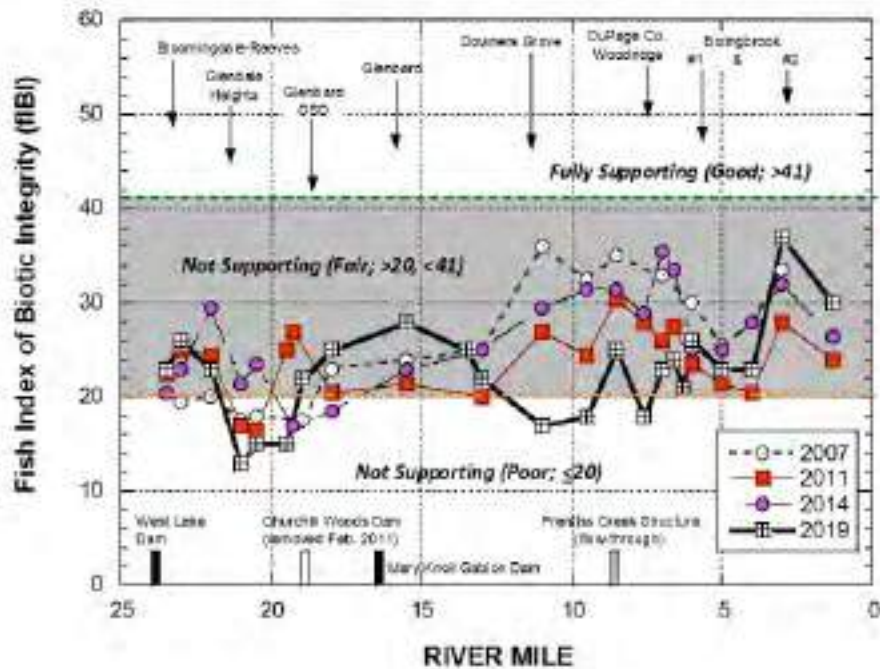 Fish Index of Biotic Integrity (fIBI)
60
50
40
30
20
10
0
Bloomingdale-Reeves
Glendale
Heights
Glenbard
Glenbard
Downers Grove
DuPage Co.
Woodridge
Bolingbrook
#1 & #2
Fully Supporting (Good; >41)
Not Supporting (Fair; >20, <41)
Not Supporting (Poor; ≤20)
2007
2011
2014
2019
West Lake
Dam
Churchill Woods Dam
(removed Feb. 2011)
Mary Knoll Gabion Dam
Prentiss Creek Structure
(flowthrough)
25 20 15 10 5 0
RIVER MILE